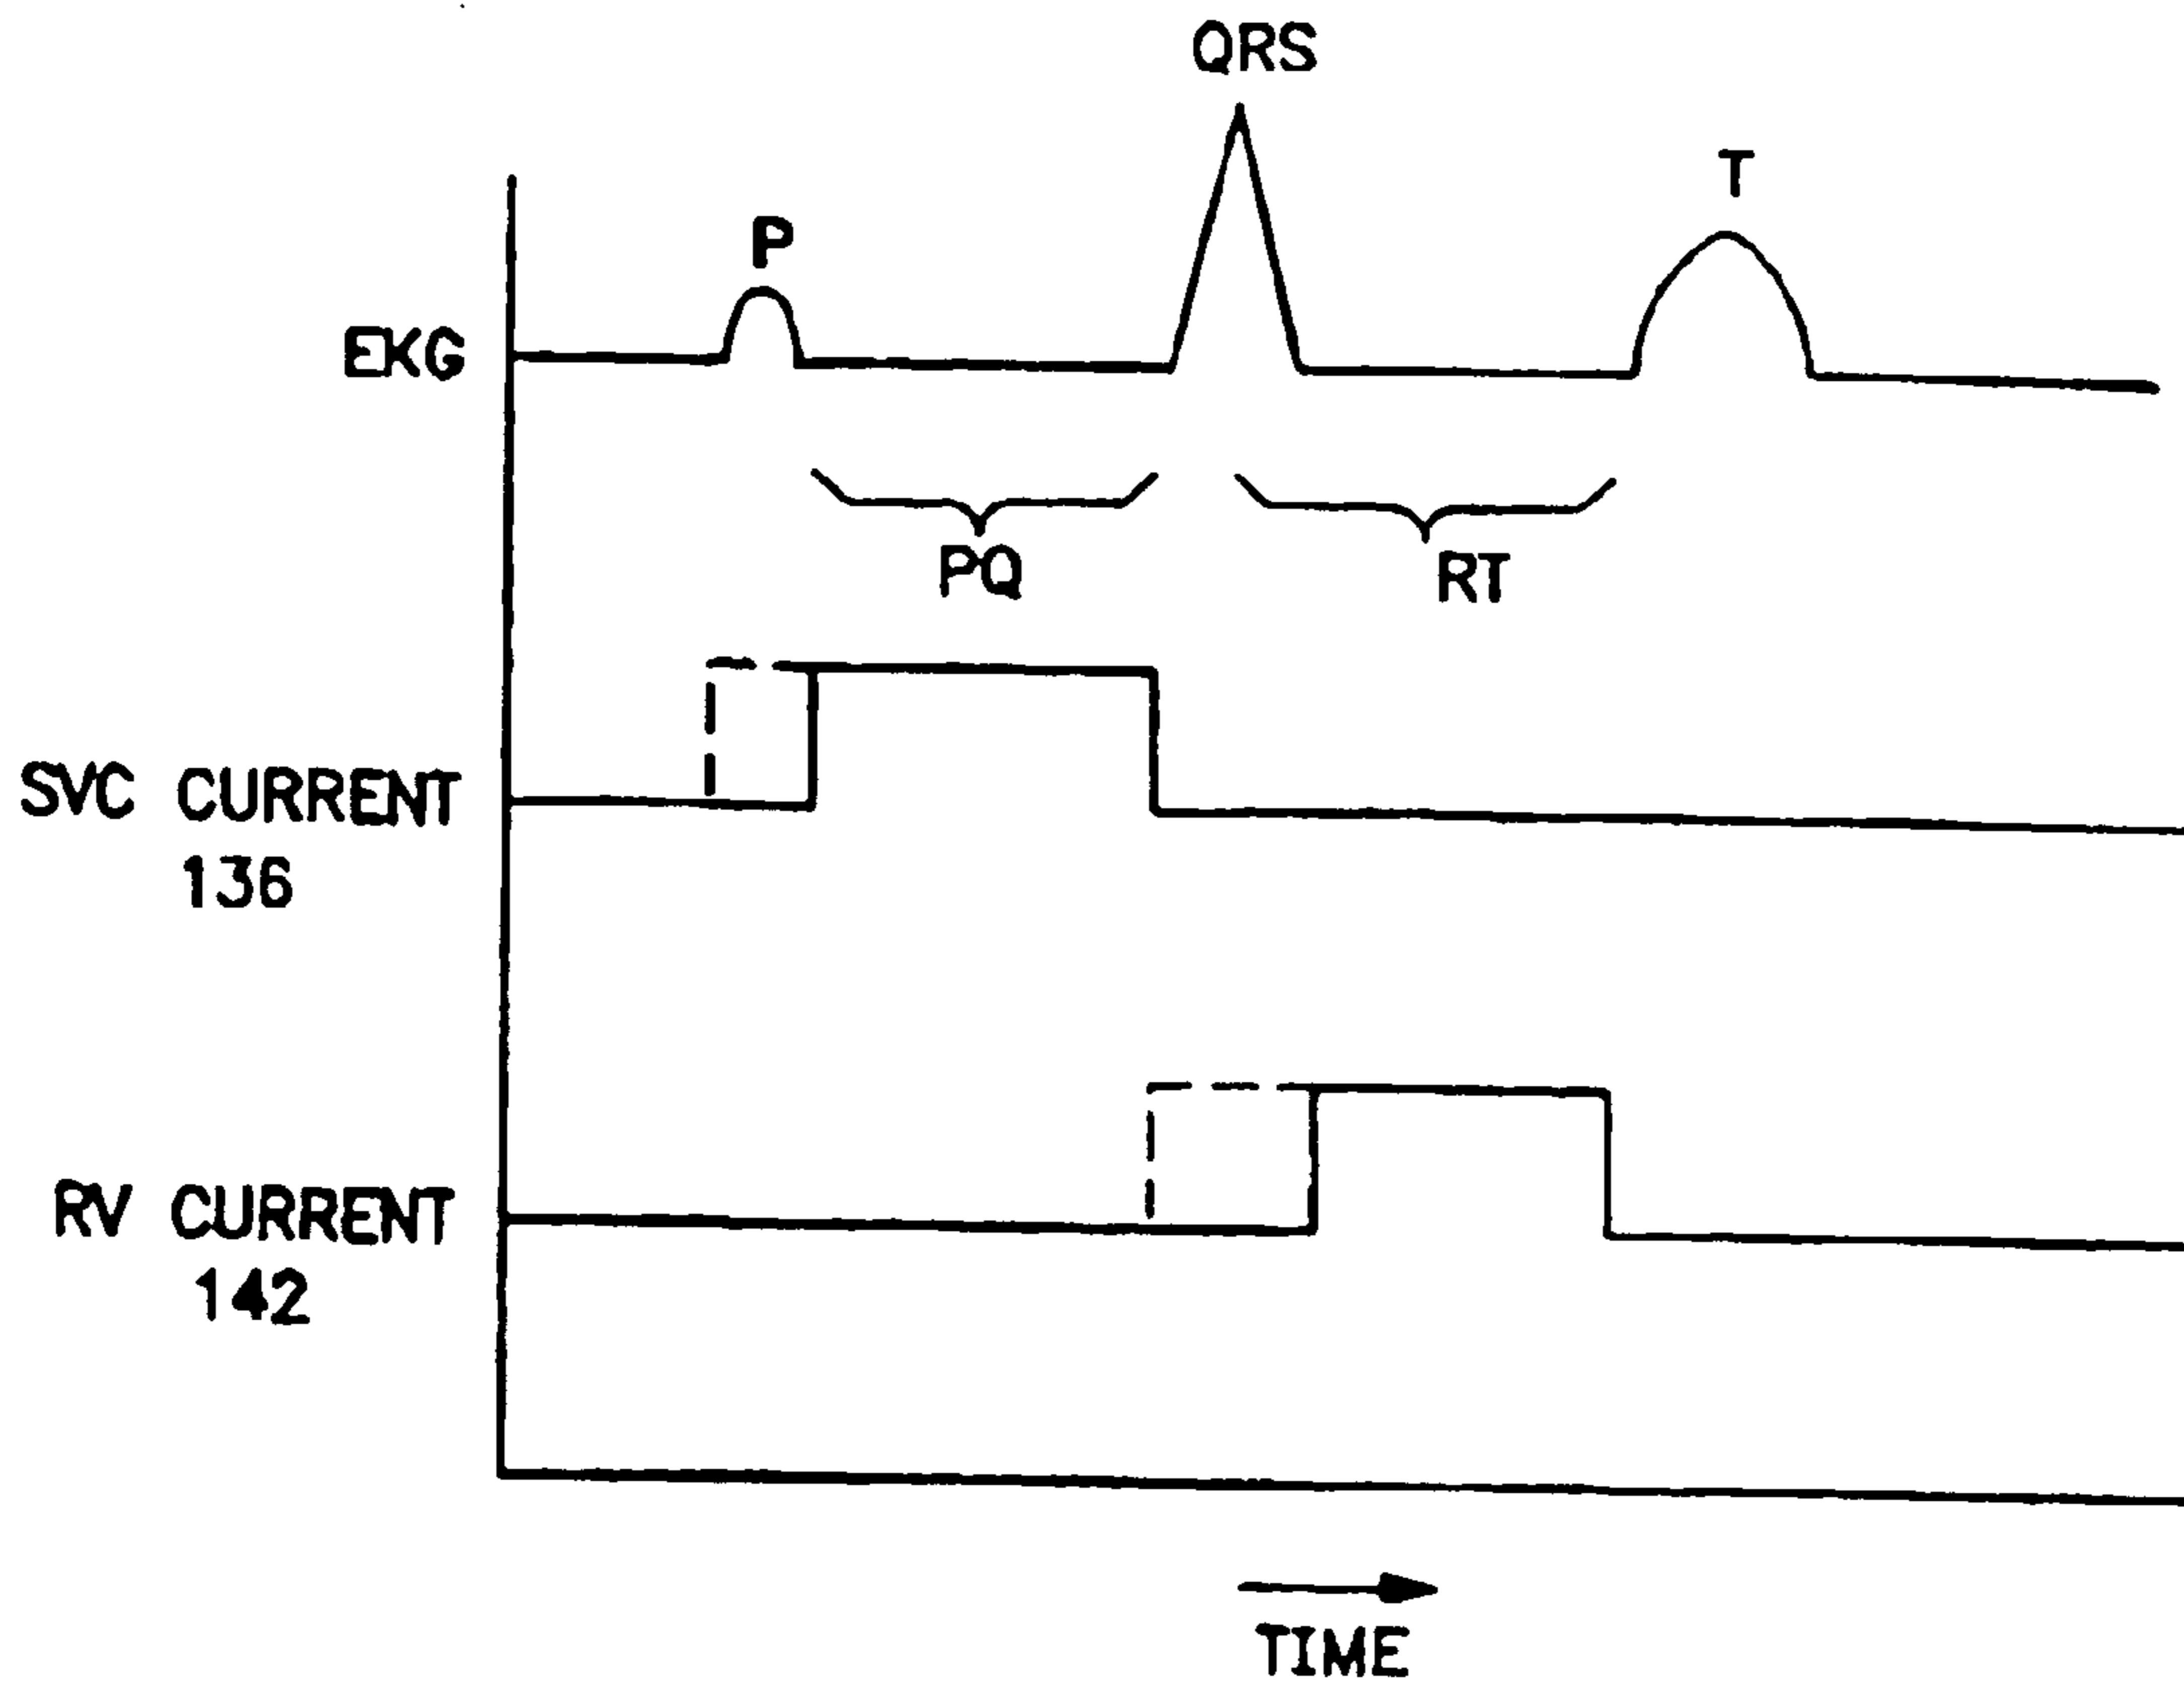 QRS
T
P
EKG
PQ
RT
SVC CURRENT
136
RV CURRENT
142
TIME